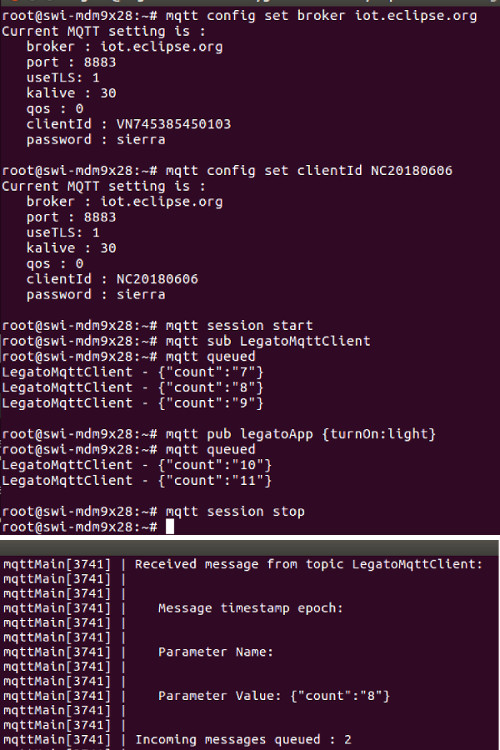 root@swi-mdm9x28:~# mqtt config set broker iot.eclipse.org
Current MQTT setting is :
broker : iot.eclipse.org
port : 8883
useTLS: 1
kalive : 30
qos : 0
clientId : VN745385450103
password : sierra
root@swi-mdm9x28:~# mqtt config set clientId NC20180606
Current MQTT setting is :
broker : iot.eclipse.org
port : 8883
useTLS: 1
kalive : 30
qos : 0
clientId : NC20180606
password : sierra
root@swi-mdm9x28:~# mqtt session start
root@swi-mdm9x28:~# mqtt sub LegatoMqttClient
root@swi-mdm9x28:~# mqtt queued
LegatoMqttClient - {"count":"7"}
LegatoMqttClient - {"count":"8"}
LegatoMqttClient - {"count":"9"}
root@swi-mdm9x28:~# mqtt pub legatoApp {turnOn:light}
root@swi-mdm9x28:~# mqtt queued
LegatoMqttClient - {"count":"10"}
LegatoMqttClient - {"count":"11"}
root@swi-mdm9x28:~# mqtt session stop
root@swi-mdm9x28:~#
mqttMain[3741] | Received message from topic LegatoMqttClient:
mqttMain[3741] |
mqttMain[3741] |
mqttMain[3741] | Message timestamp epoch:
mqttMain[3741] |
mqttMain[3741] |
mqttMain[3741] | Parameter Name:
mqttMain[3741] |
mqttMain[3741] |
mqttMain[3741] | Parameter Value: {"count":"8"}
mqttMain[3741] |
mqttMain[3741] |
mqttMain[3741] | Incoming messages queued : 2